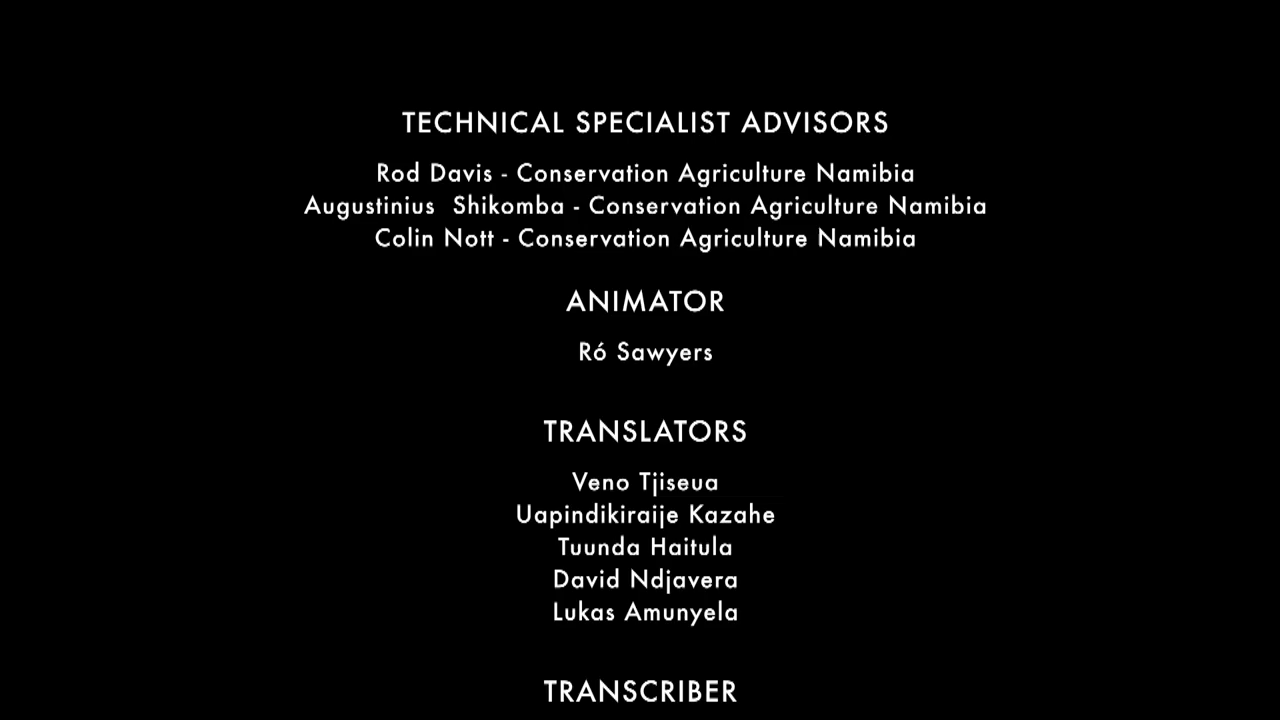 TECHNICAL SPECIALIST ADVISORS
Rod Davis - Conservation Agriculture Namibia
Augustinius  Shikomba - Conservation Agriculture Namibia
Colin Nott - Conservation Agriculture Namibia
ANIMATOR
Ró Sawyers
TRANSLATORS
Veno Tjiseua
Uapindikiraije Kazahe
Tuunda Haitula
David Ndjavera
Lukas Amunyela
TRANSCRIBER